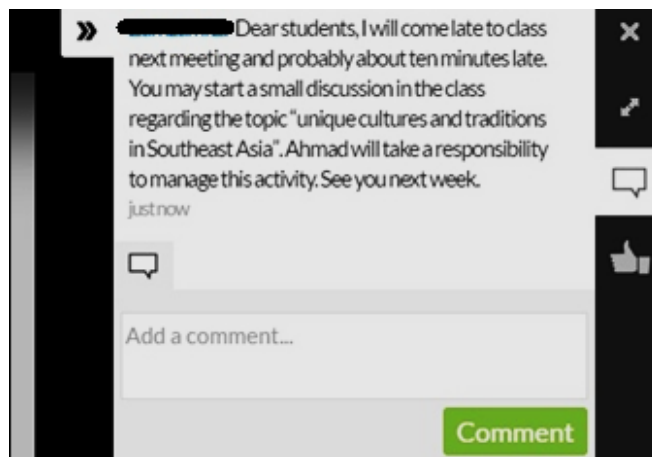 Dear students, I will come late to class
next meeting and probably about ten minutes late.
You may start a small discussion in the class
regarding the topic "unique cultures and traditions
in Southeast Asia". Ahmad will take a responsibility
to manage this activity. See you next week.
just now
Add a comment...
Comment